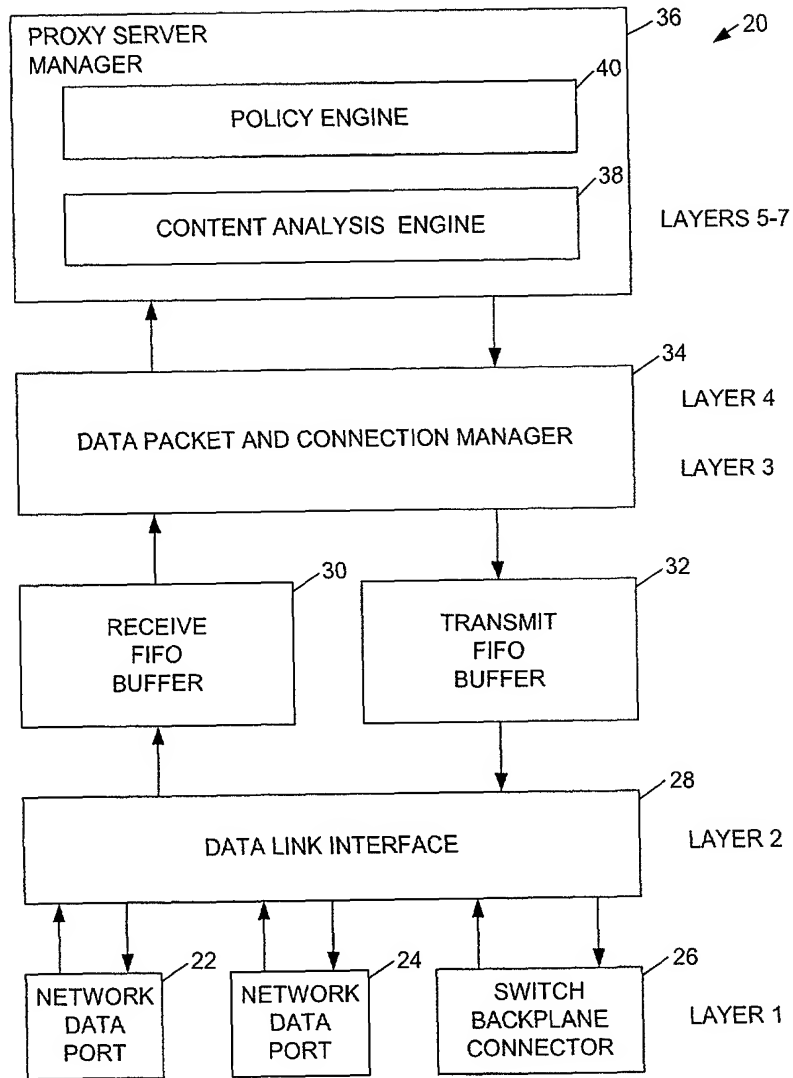 PROXY SERVER
MANAGER
36
20
40
POLICY ENGINE
38
CONTENT ANALYSIS ENGINE
LAYERS 5-7
34
LAYER 4
DATA PACKET AND CONNECTION MANAGER
LAYER 3
30
RECEIVE
FIFO
BUFFER
32
TRANSMIT
FIFO
BUFFER
28
DATA LINK INTERFACE
LAYER 2
22
NETWORK
DATA
PORT
24
NETWORK
DATA
PORT
26
SWITCH
BACKPLANE
CONNECTOR
LAYER 1